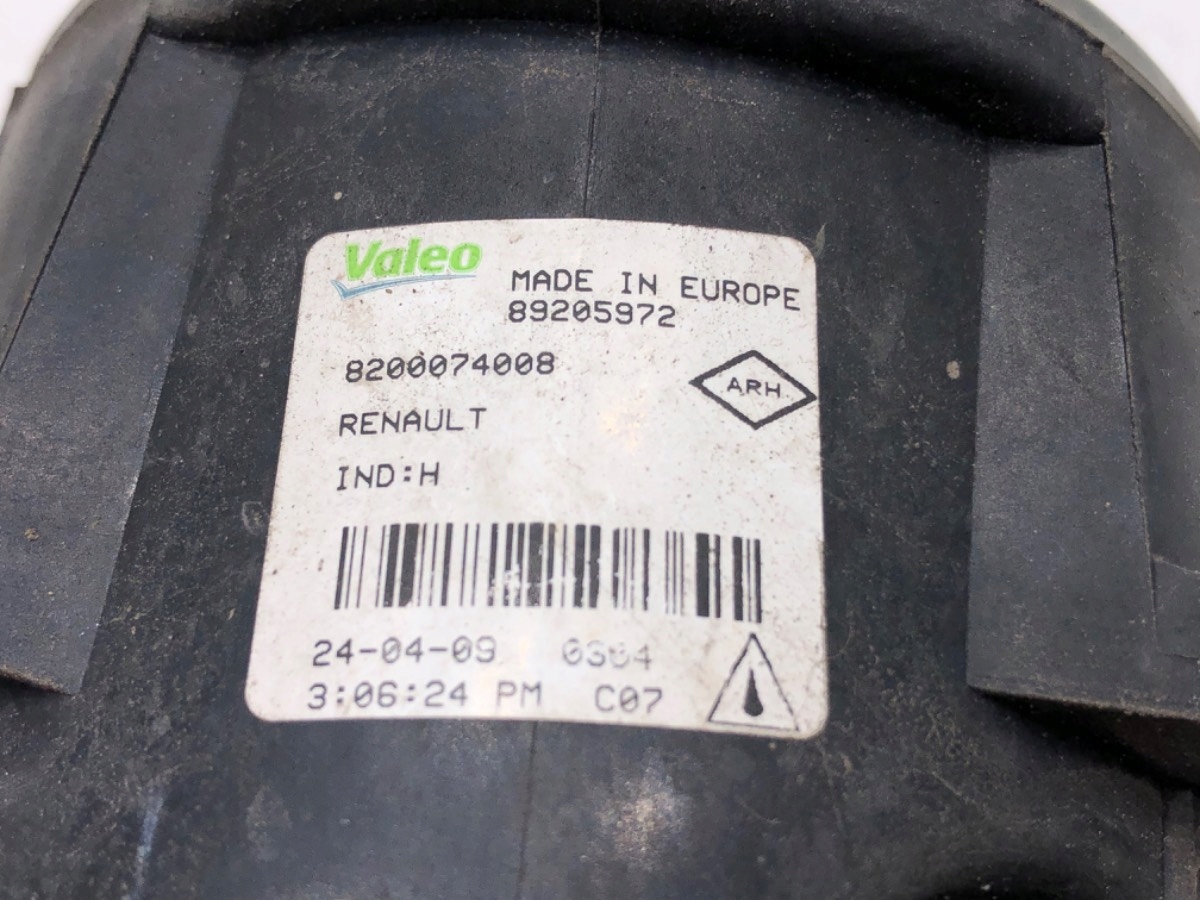 Valeo
MADE IN EUROPE
89205972
8200074008
ARH
RENAULT
IND:H
24-04-09
3:06:24 PM C07